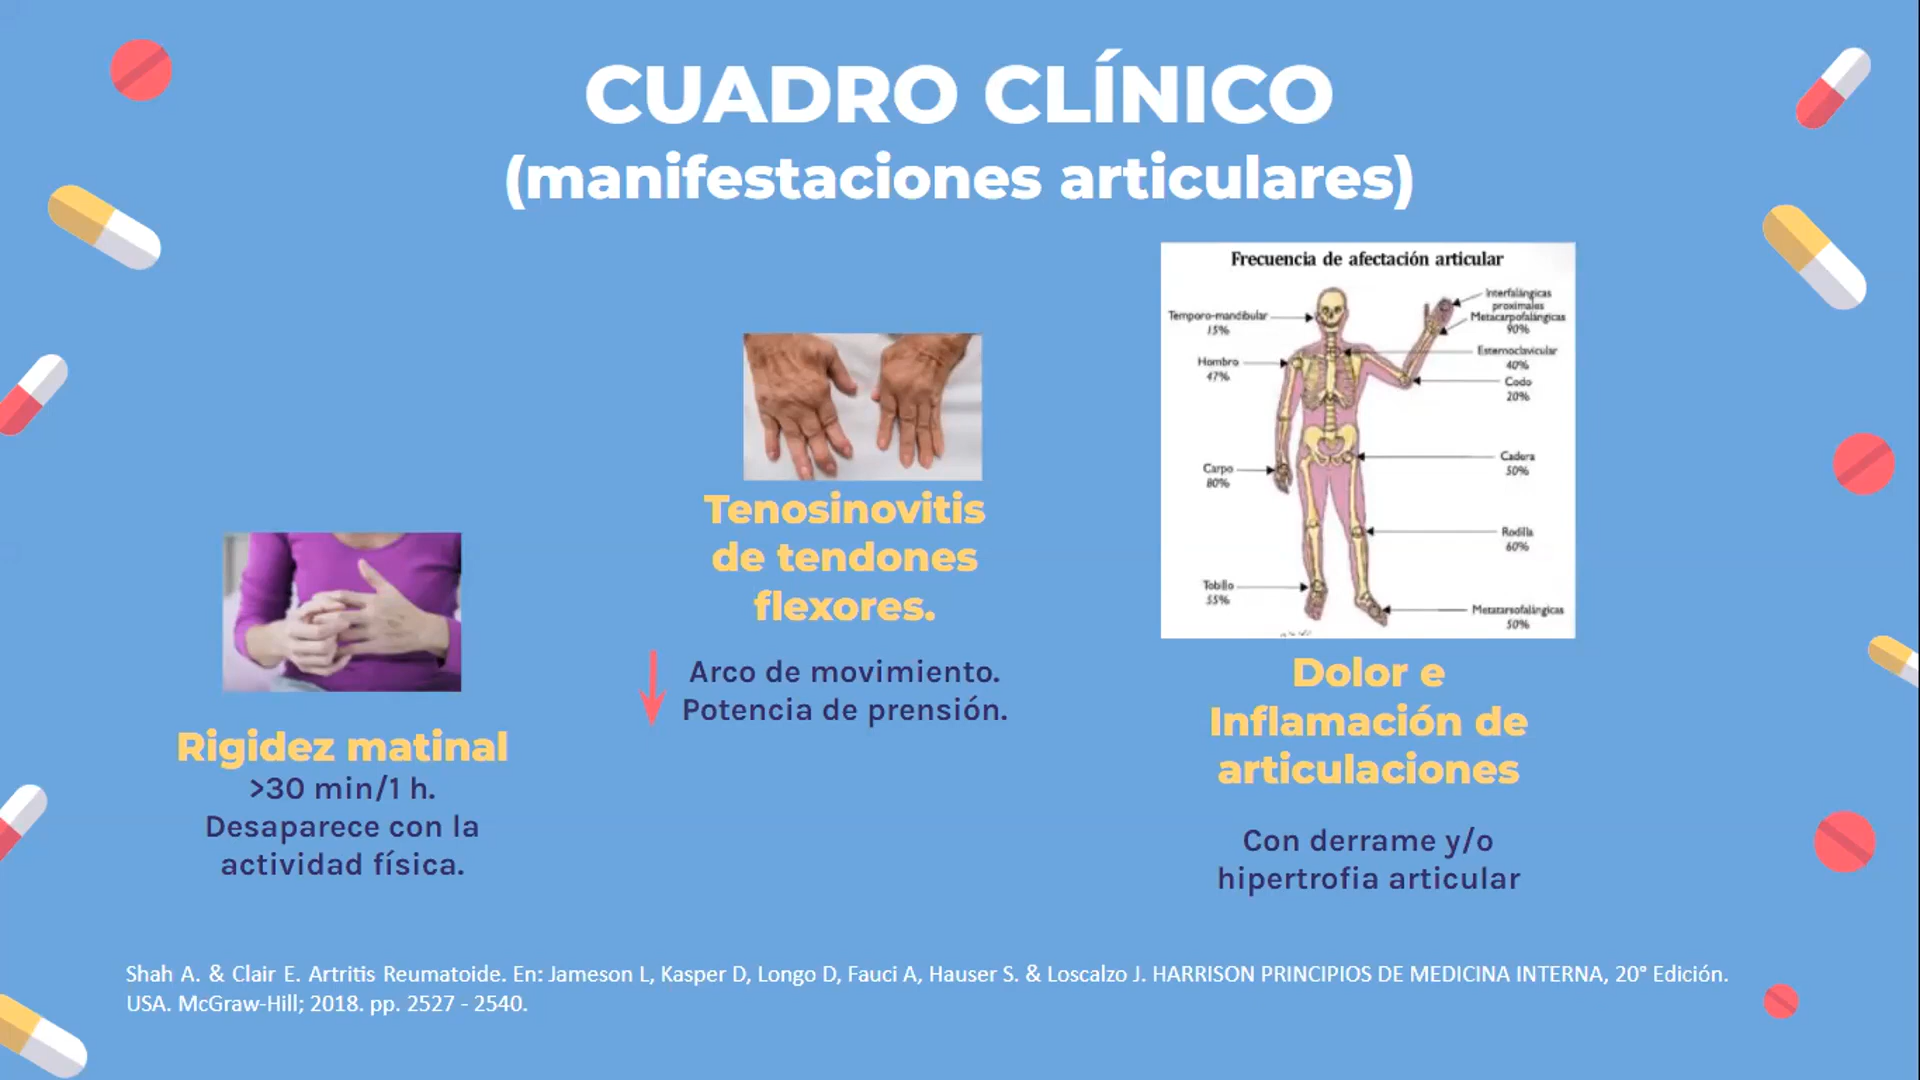 CUADRO CLÍNICO
(manifestaciones articulares)
Rigidez matinal
>30 min/1 h.
Desaparece con la
actividad física.
Tenosinovitis
de tendones
flexores.
Arco de movimiento.
Potencia de prensión.
Frecuencia de afectación articular
Temporo-mandibular
15%
Hombro
47%
Carpo
80%
Tobillo
55%
Interfalángicas
proximales
Metacarpofalángicas
90%
Esternoclavicular
40%
Codo
20%
Cadera
50%
Rodilla
60%
Metatarsofalángicas
50%
Dolor e
Inflamación de
articulaciones
Con derrame y/o
hipertrofia articular
Shah A. & Clair E. Artritis Reumatoide. En: Jameson L, Kasper D, Longo D, Fauci A, Hauser S. & Loscalzo J. HARRISON PRINCIPIOS DE MEDICINA INTERNA, 20° Edición.
USA. McGraw-Hill; 2018. pp. 2527 - 2540.